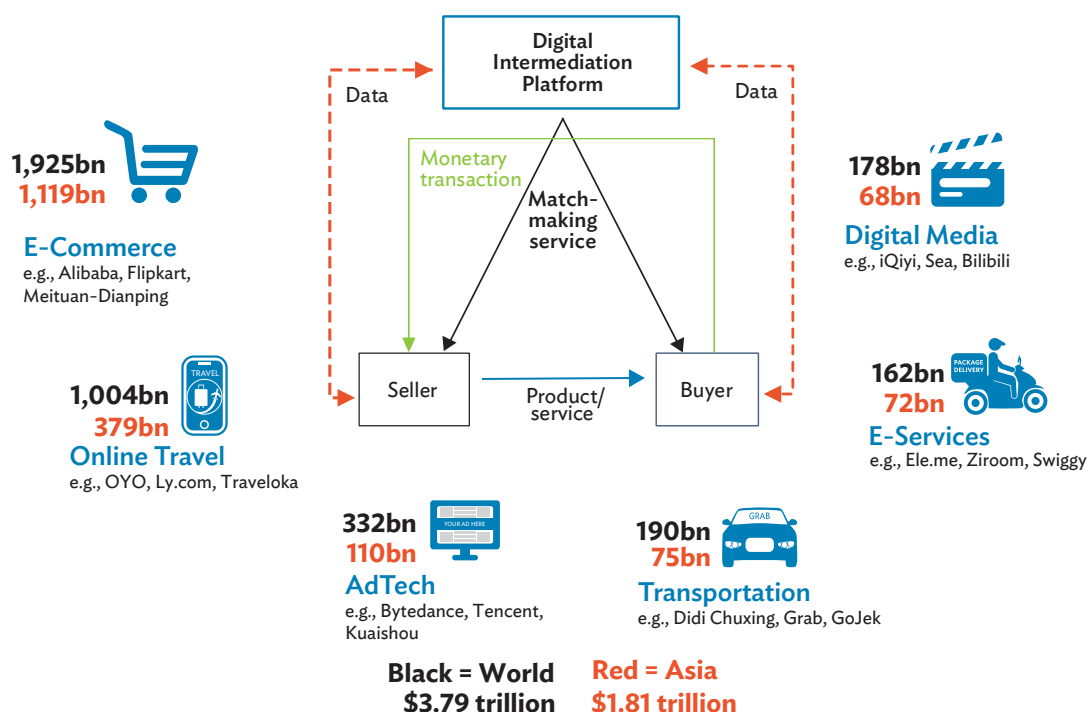 Digital
Intermediation
Platform
Data
Data
Monetary
transaction
Match-
making
service
Seller
Product/
service
Buyer
1,925bn
1,119bn
E-Commerce
e.g., Alibaba, Flipkart,
Meituan-Dianping
178bn
68bn
Digital Media
e.g., iQiyi, Sea, Bilibili
TRAVEL
1,004bn
379bn
Online Travel
e.g., OYO, Ly.com, Traveloka
PACKAGE
DELIVERY
162bn
72bn
E-Services
e.g., Ele.me, Ziroom, Swiggy
YOUR AD HERE
332bn
110bn
AdTech
e.g., Bytedance, Tencent,
Kuaishou
GRAB
190bn
75bn
Transportation
e.g., Didi Chuxing, Grab, GoJek
Black = World
$3.79 trillion
Red = Asia
$1.81 trillion